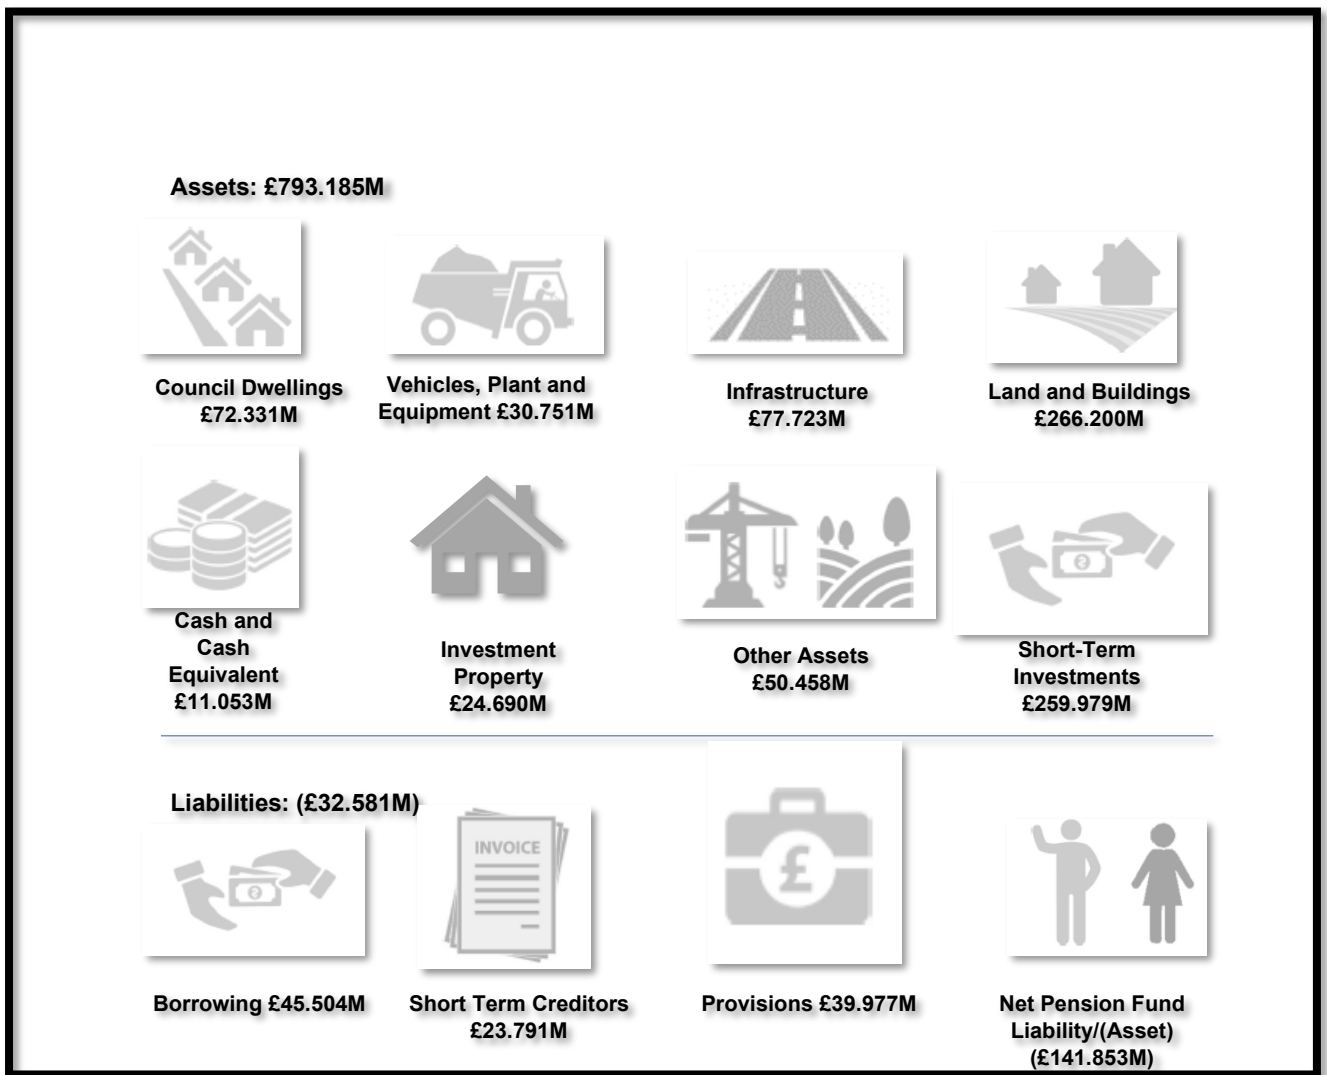 Assets: £793.185M
Council Dwellings
£72.331M
Vehicles, Plant and
Equipment £30.751M
Infrastructure
£77.723M
Land and Buildings
£266.200M
Cash and
Cash
Equivalent
£11.053M
Investment
Property
£24.690M
Other Assets
£50.458M
Short-Term
Investments
£259.979M
Liabilities: (£32.581M)
INVOICE
£
Borrowing £45.504M
Short Term Creditors
£23.791M
Provisions £39.977M
Net Pension Fund
Liability/(Asset)
(£141.853M)